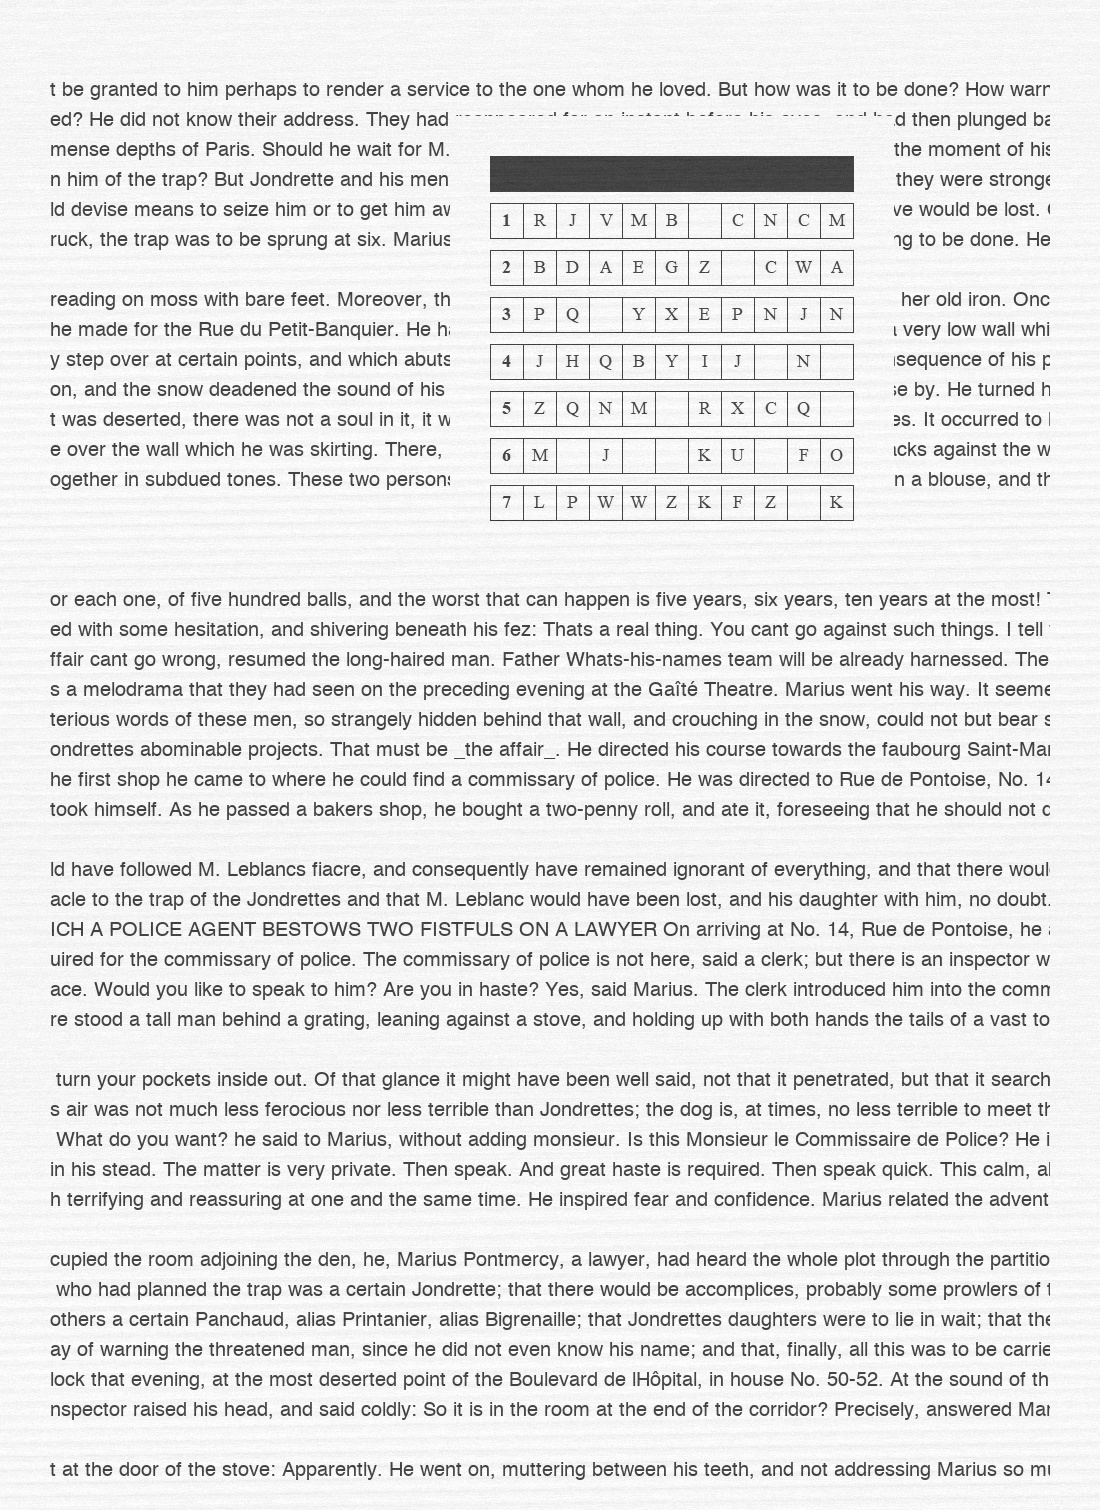 t be granted to him perhaps to render a service to the one whom he loved. But how was it to be done? How warn
ed? He did not know their address. They had reappeared for an instant before his eyes, and had then plunged ba
mense depths of Paris. Should he wait for M. the moment of his
n him of the trap? But Jondrette and his men they were stronge
ld devise means to seize him or to get him aw ve would be lost.
ruck, the trap was to be sprung at six. Marius ng to be done. He
reading on moss with bare feet. Moreover, th her old iron. Onc
he made for the Rue du Petit-Banquier. He ha a very low wall whi
y step over at certain points, and which abuts nsequence of his p
on, and the snow deadened the sound of his se by. He turned h
t was deserted, there was not a soul in it, it w es. It occurred to
e over the wall which he was skirting. There, acks against the w
ogether in subdued tones. These two persons n a blouse, and th
1 R J V M B C N C M
2 B D A E G Z C W A
3 P Q Y X E P N J N
4 J H Q B Y I J N
5 Z Q N M R X C Q
6 M J K U F O
7 L P W W Z K F Z K
or each one, of five hundred balls, and the worst that can happen is five years, six years, ten years at the most!
ed with some hesitation, and shivering beneath his fez: Thats a real thing. You cant go against such things. I tell
ffair cant go wrong, resumed the long-haired man. Father Whats-his-names team will be already harnessed. The
s a melodrama that they had seen on the preceding evening at the Gaîté Theatre. Marius went his way. It seeme
terious words of these men, so strangely hidden behind that wall, and crouching in the snow, could not but bear s
ondrettes abominable projects. That must be _the affair_. He directed his course towards the faubourg Saint-Mar
he first shop he came to where he could find a commissary of police. He was directed to Rue de Pontoise, No. 14
took himself. As he passed a bakers shop, he bought a two-penny roll, and ate it, foreseeing that he should not d
ld have followed M. Leblancs fiacre, and consequently have remained ignorant of everything, and that there would
acle to the trap of the Jondrettes and that M. Leblanc would have been lost, and his daughter with him, no doubt.
ICH A POLICE AGENT BESTOWS TWO FISTFULS ON A LAWYER On arriving at No. 14, Rue de Pontoise, he a
uired for the commissary of police. The commissary of police is not here, said a clerk; but there is an inspector w
ace. Would you like to speak to him? Are you in haste? Yes, said Marius. The clerk introduced him into the comm
re stood a tall man behind a grating, leaning against a stove, and holding up with both hands the tails of a vast to
turn your pockets inside out. Of that glance it might have been well said, not that it penetrated, but that it search
s air was not much less ferocious nor less terrible than Jondrettes; the dog is, at times, no less terrible to meet th
What do you want? he said to Marius, without adding monsieur. Is this Monsieur le Commissaire de Police? He i
in his stead. The matter is very private. Then speak. And great haste is required. Then speak quick. This calm, a
h terrifying and reassuring at one and the same time. He inspired fear and confidence. Marius related the advent
cupied the room adjoining the den, he, Marius Pontmercy, a lawyer, had heard the whole plot through the partitio
who had planned the trap was a certain Jondrette; that there would be accomplices, probably some prowlers of t
others a certain Panchaud, alias Printanier, alias Bigrenaille; that Jondrettes daughters were to lie in wait; that the
ay of warning the threatened man, since he did not even know his name; and that, finally, all this was to be carrie
lock that evening, at the most deserted point of the Boulevard de lHôpital, in house No. 50-52. At the sound of th
nspector raised his head, and said coldly: So it is in the room at the end of the corridor? Precisely, answered Mar
t at the door of the stove: Apparently. He went on, muttering between his teeth, and not addressing Marius so mu